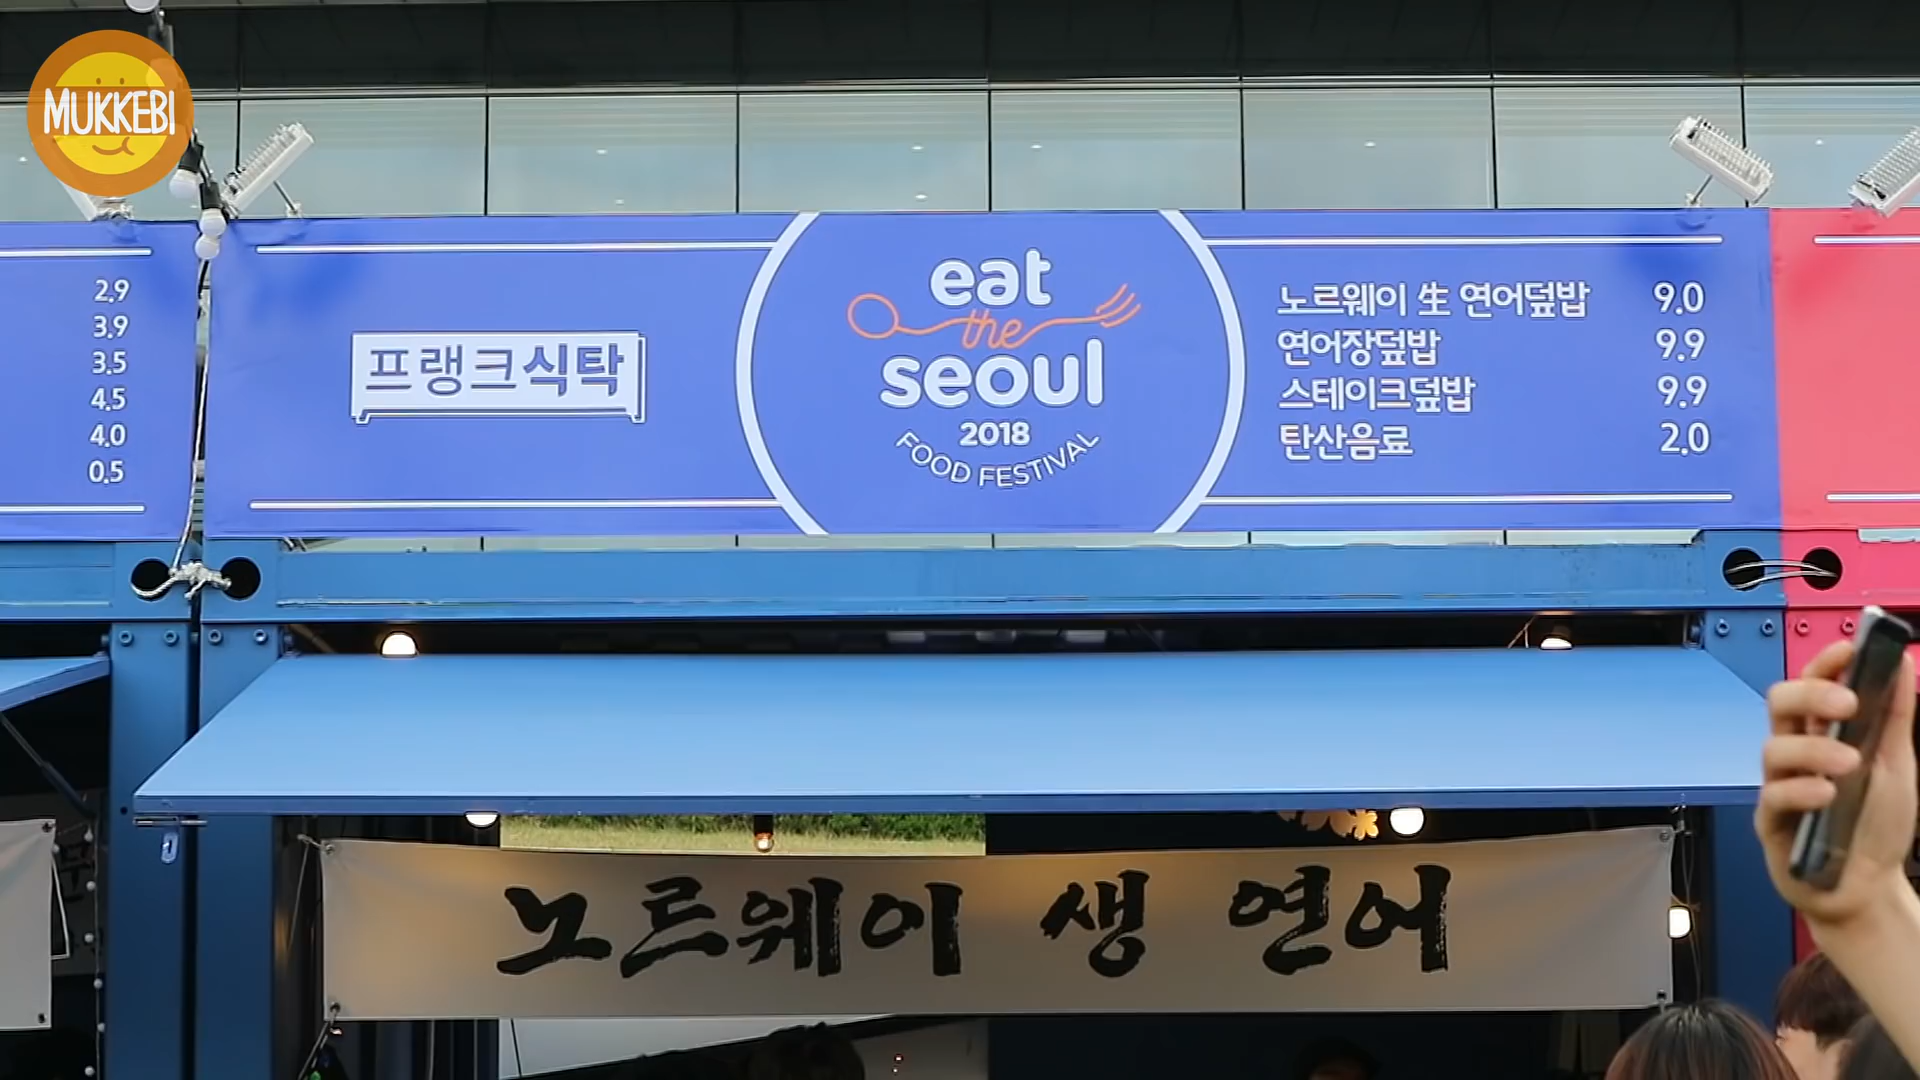 MUKKEBI
2.9
3.9
3.5
4.5
4.0
0.5
프랭크식탁
eat
the
seoul
2018
FOOD FESTIVAL
노르웨이 生 연어덮밥 9.0
연어장덮밥 9.9
스테이크덮밥 9.9
탄산음료 2.0
노르웨이 생 연어